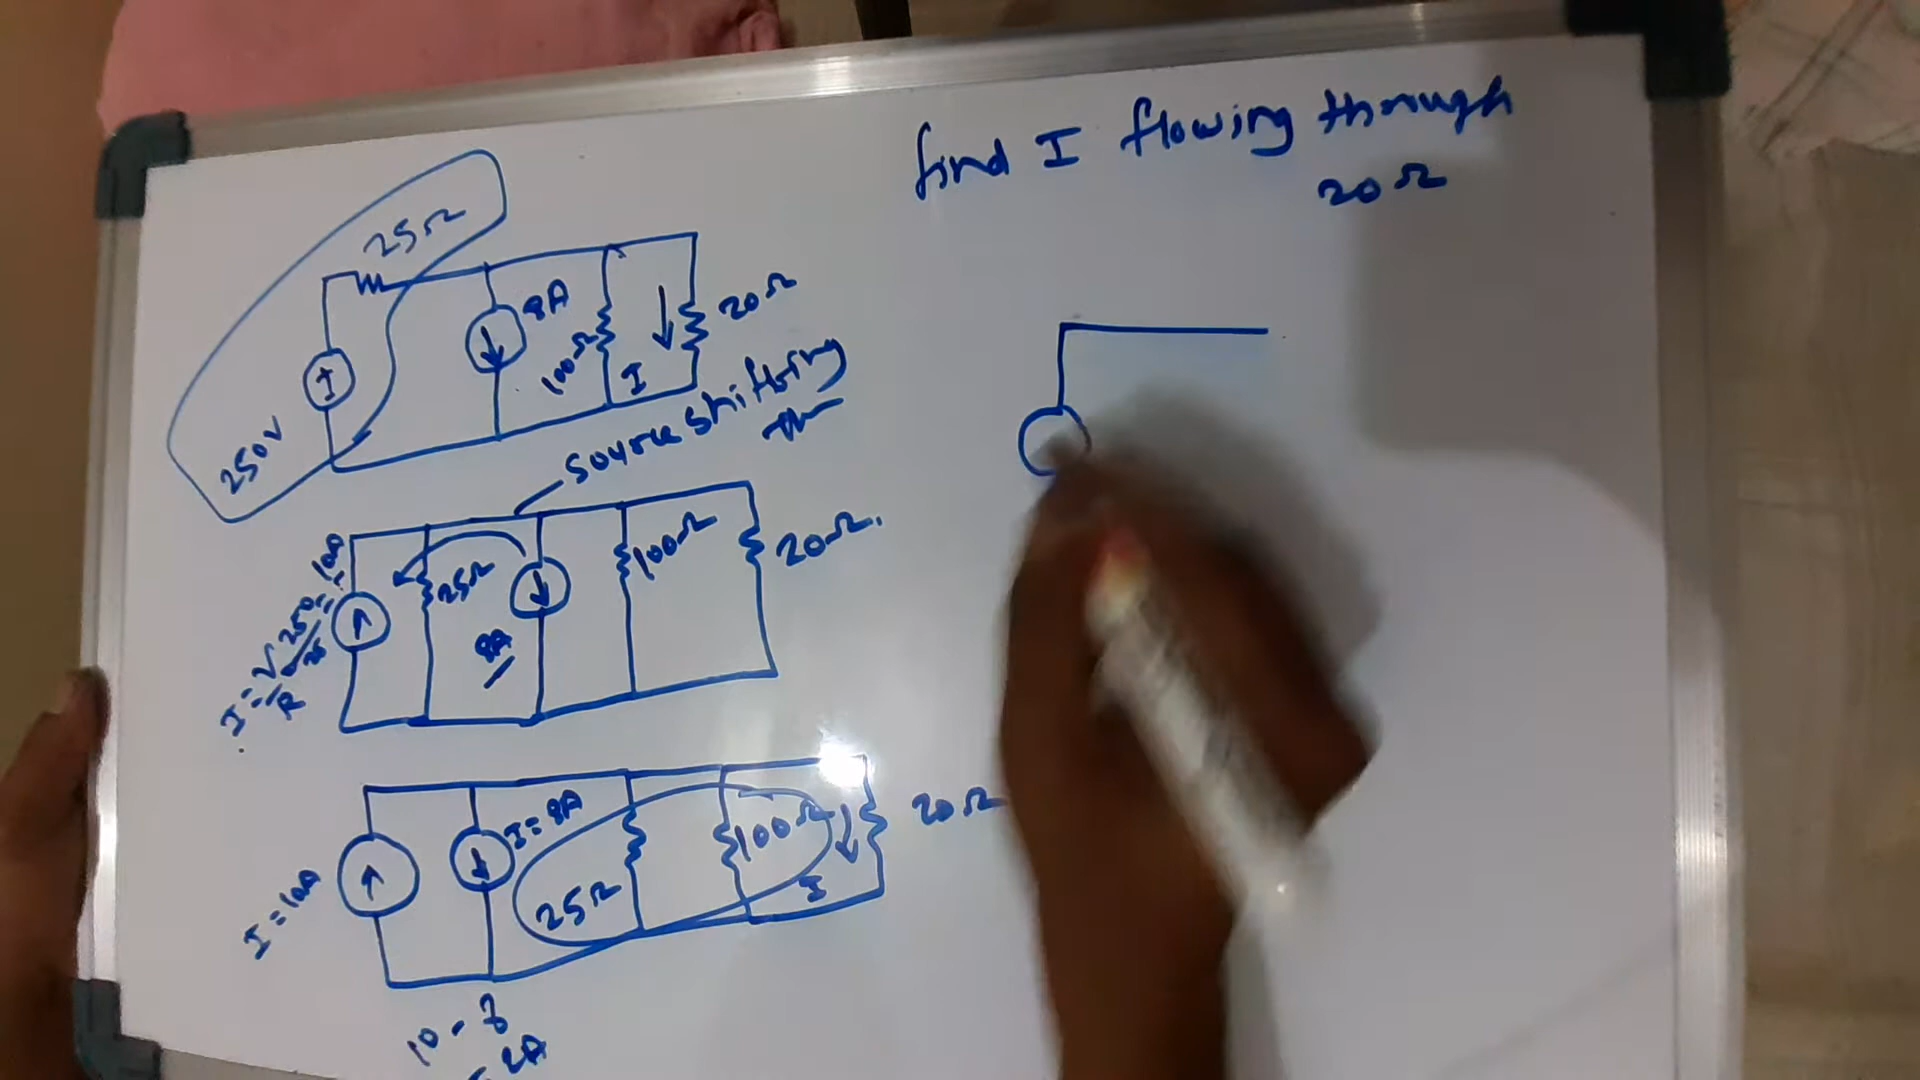 find I flowing through
20Ω
25Ω
8A
20Ω
100Ω
I
250V
source shifting
10A
100Ω
20Ω.
25Ω
8A
I = V/R = 250/25 =
I = 8A
100Ω
20Ω
I
25Ω
I = 10A
10 - 8
= 2A